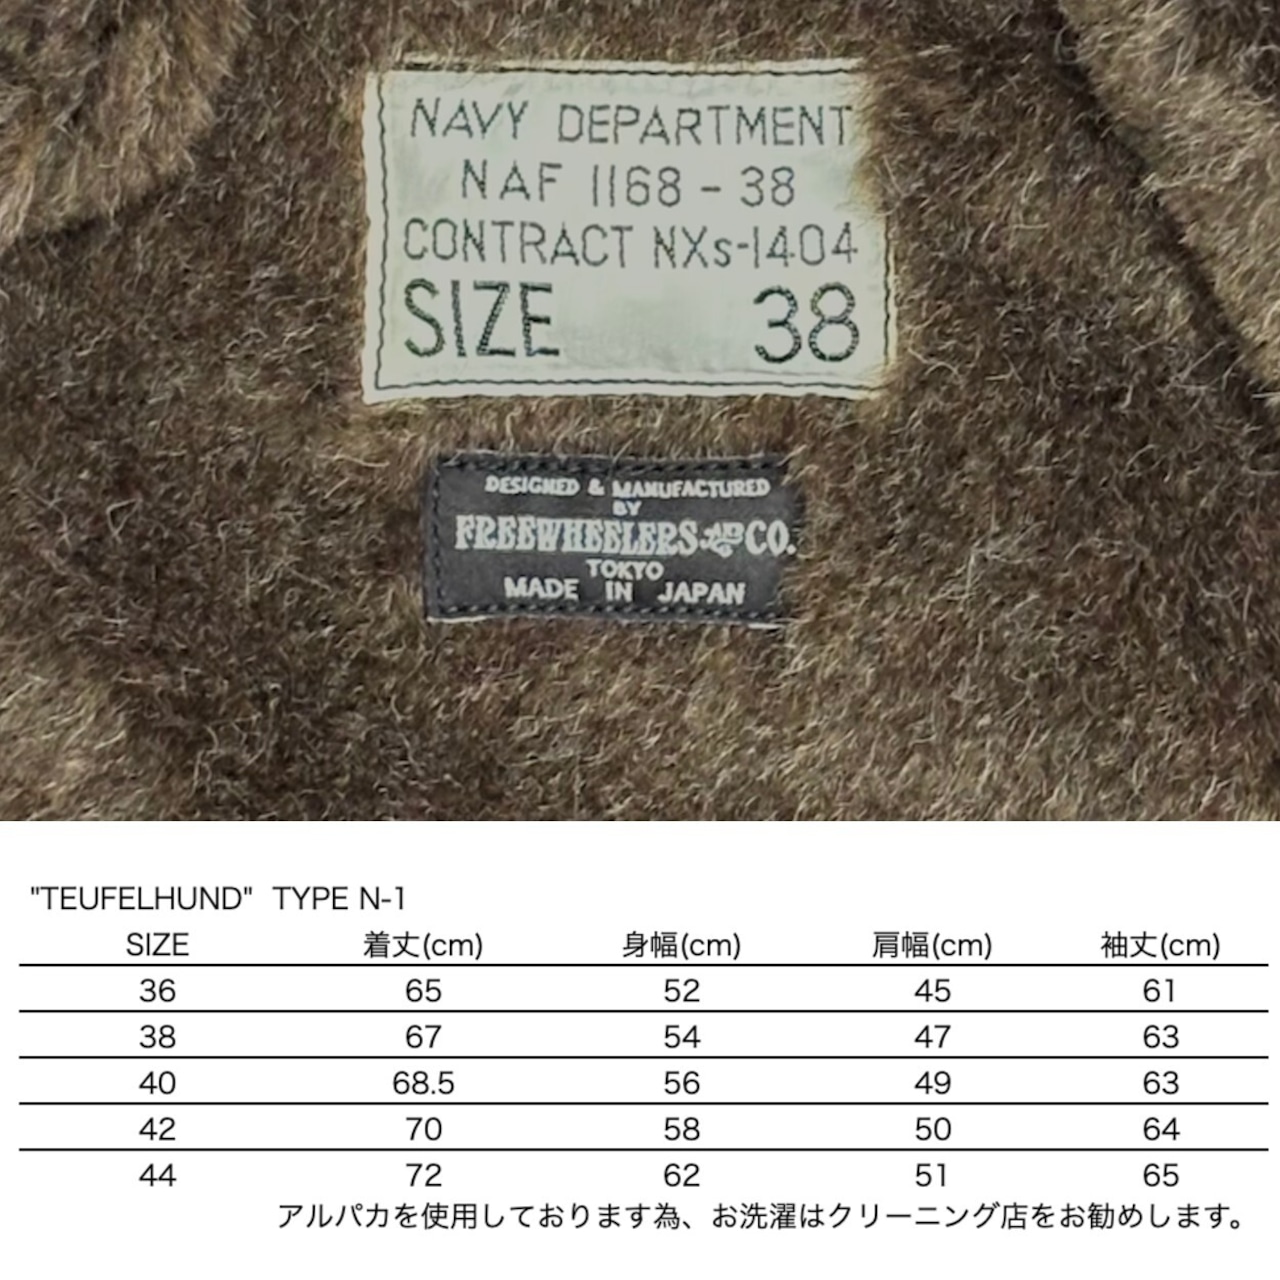 NAVY DEPARTMENT
NAF 1168-38
CONTRACT NXs-1404
SIZE 38
DESIGNED & MANUFACTURED
BY
FREEWHEELERS AND CO.
TOKYO
MADE IN JAPAN
"TEUFELHUND" TYPE N-1
SIZE 着丈(cm) 身幅(cm) 肩幅(cm) 袖丈(cm)
36 65 52 45 61
38 67 54 47 63
40 68.5 56 49 63
42 70 58 50 64
44 72 62 51 65
アルパカを使用しております為、お洗濯はクリーニング店をお勧めします。